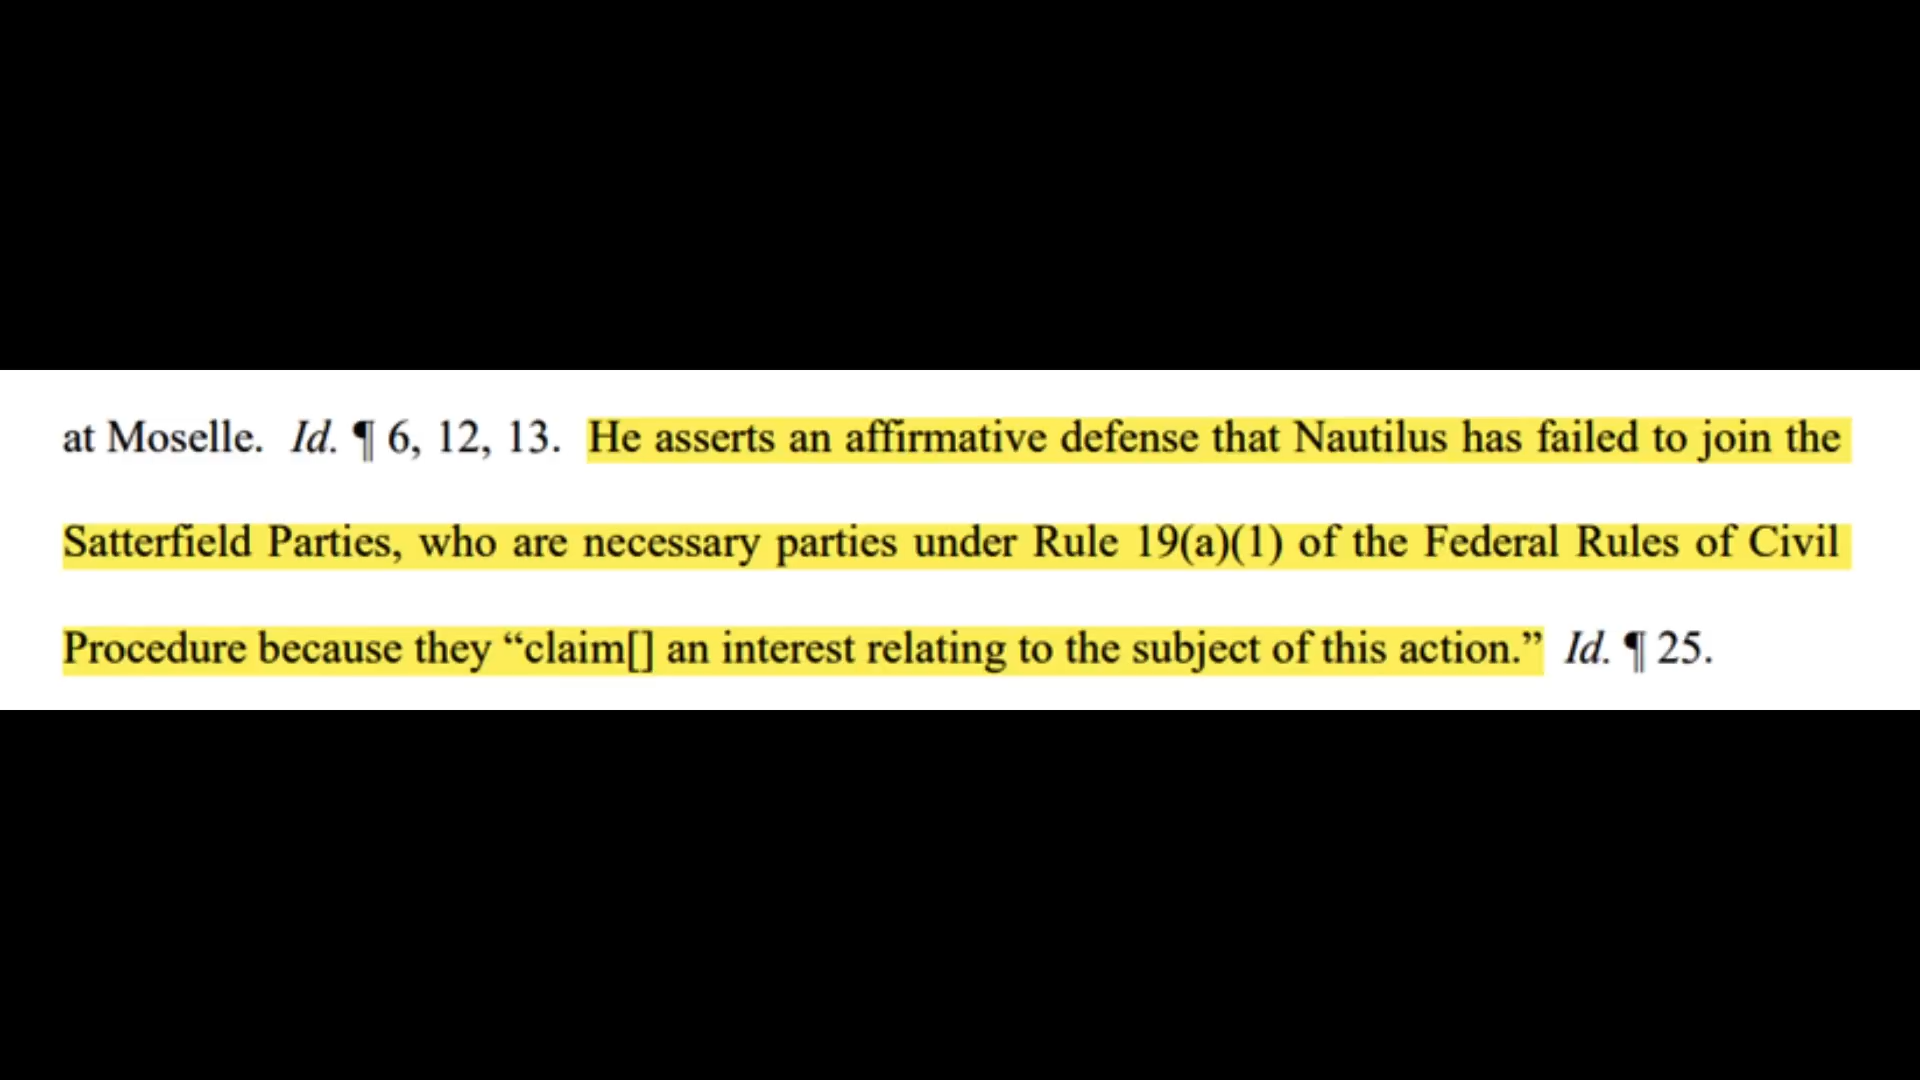 at Moselle. Id. ¶ 6, 12, 13. He asserts an affirmative defense that Nautilus has failed to join the
Satterfield Parties, who are necessary parties under Rule 19(a)(1) of the Federal Rules of Civil
Procedure because they “claim[] an interest relating to the subject of this action.” Id. ¶ 25.